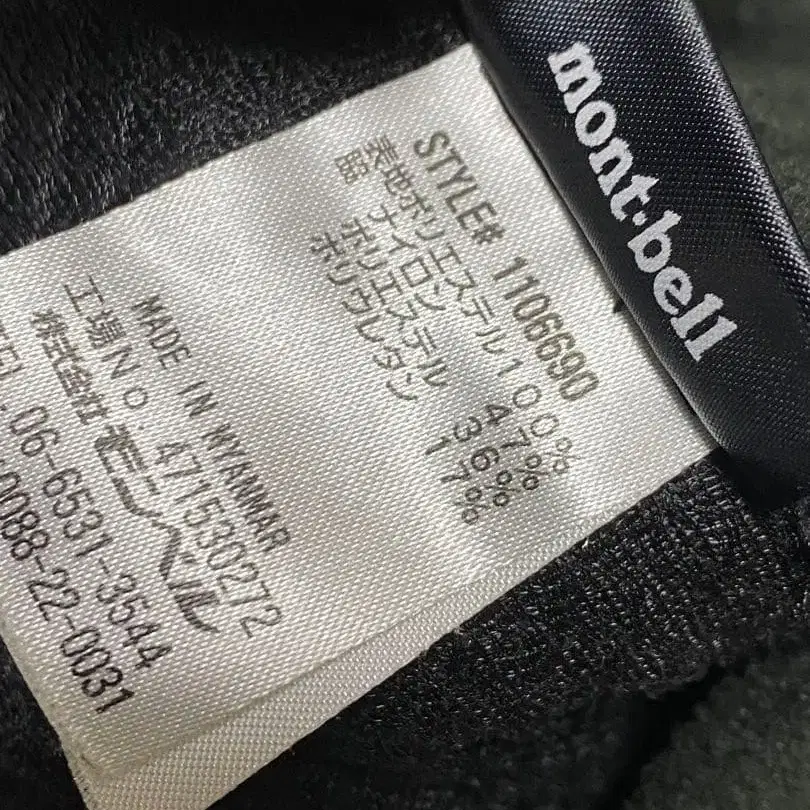 mont·bell
STYLE# 1106690
表地ポリエステル100%
脇 ナイロン 47%
ポリエステル 36%
ポリウレタン 17%
MADE IN MYANMAR
工場No 471530272
株式会社モンベル
TEL. 06-6531-3544
0088-22-0031